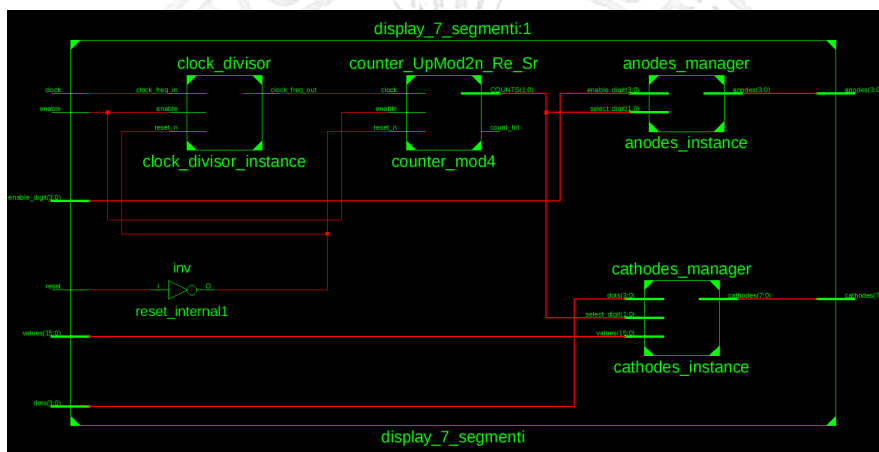 display_7_segmenti:1
clock_divisor
counter_UpMod2n_Re_Sr
anodes_manager
clock
clock_freq_in
clock_freq_out
clock
COUNTS(1:0)
enable_digit(3:0)
anodes(3:0)
anodes(3:0
enable
enable
enable
select_digit(1:0)
reset_n
reset_n
count_hit
clock_divisor_instance
counter_mod4
anodes_instance
enable_digit(3:0)
inv
cathodes_manager
reset
I
O
dots(3:0)
cathodes(7:0)
cathodes(7
reset_internal1
select_digit(1:0)
values(15:0)
values(15:0)
cathodes_instance
dots(3:0)
display_7_segmenti